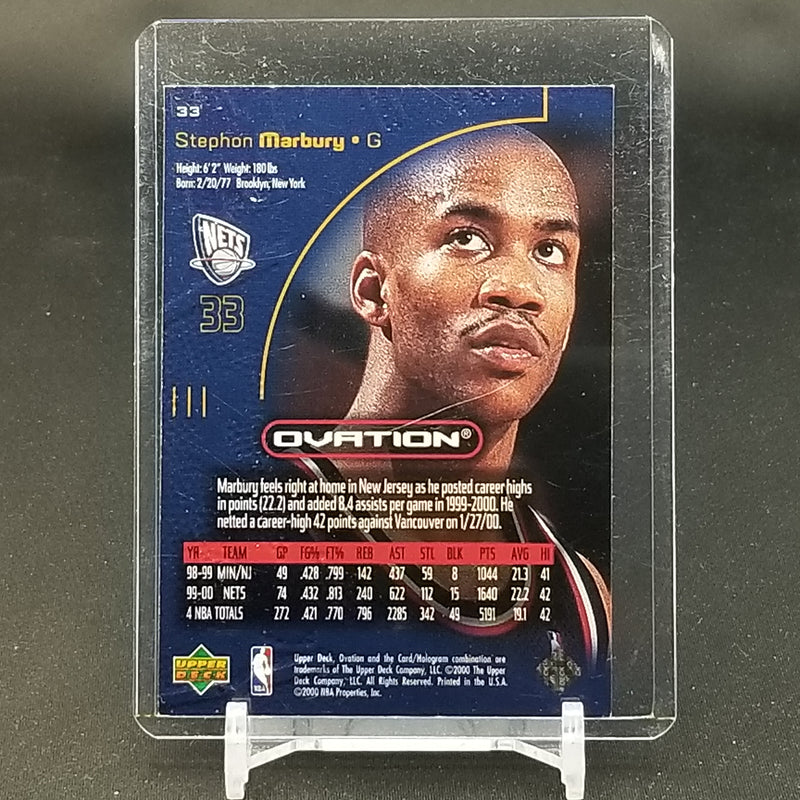 33
Stephon Marbury • G
Height: 6' 2" Weight: 180 lbs
Born: 2/20/77 Brooklyn, New York
NETS
33
OVATION®
Marbury feels right at home in New Jersey as he posted career highs
in points (22.2) and added 8.4 assists per game in 1999-2000. He
netted a career-high 42 points against Vancouver on 1/27/00.
YR TEAM GP FG% FT% REB AST STL BLK PTS AVG HI
98-99 MIN/NJ 49 .428 .799 142 437 59 8 1044 21.3 41
99-00 NETS 74 .432 .813 240 622 112 15 1640 22.2 42
4 NBA TOTALS 272 .421 .770 796 2285 342 49 5191 19.1 42
UPPER
DECK
NBA
Upper Deck, Ovation and the Card/Hologram combination are
trademarks of The Upper Deck Company, LLC. ©2000 The Upper
Deck Company, LLC. All Rights Reserved. Printed in the U.S.A.
©2000 NBA Properties, Inc.